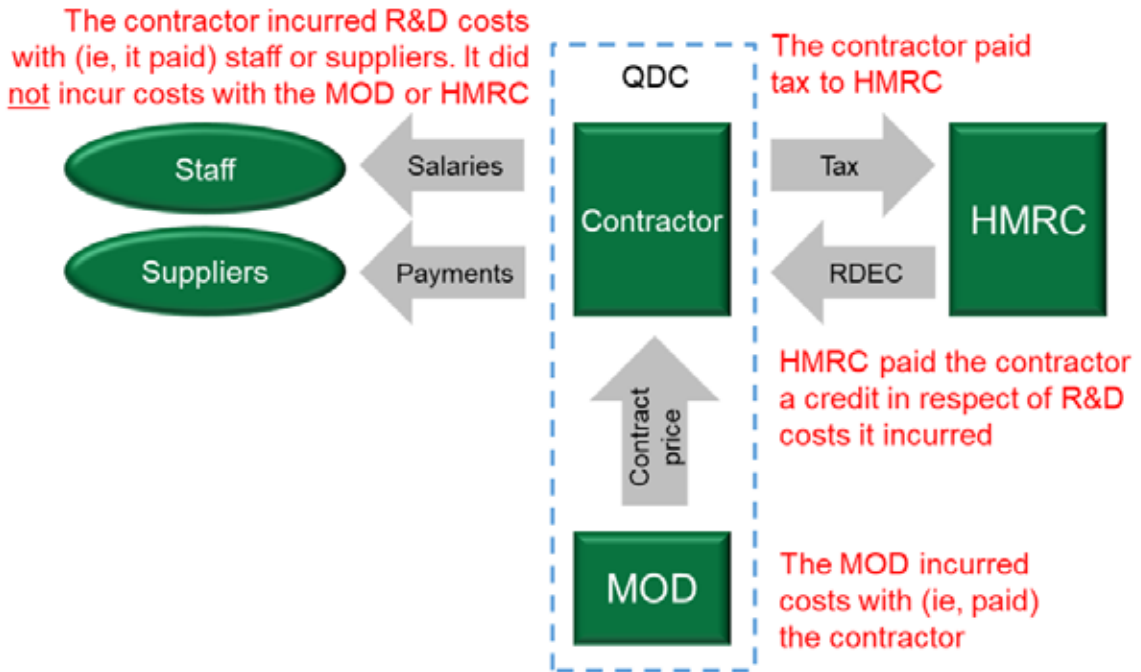 The contractor incurred R&D costs
with (ie, it paid) staff or suppliers. It did
not incur costs with the MOD or HMRC
QDC
The contractor paid
tax to HMRC
Staff
Salaries
Contractor
Tax
HMRC
Suppliers
Payments
RDEC
HMRC paid the contractor
a credit in respect of R&D
costs it incurred
Contract
price
MOD
The MOD incurred
costs with (ie, paid)
the contractor